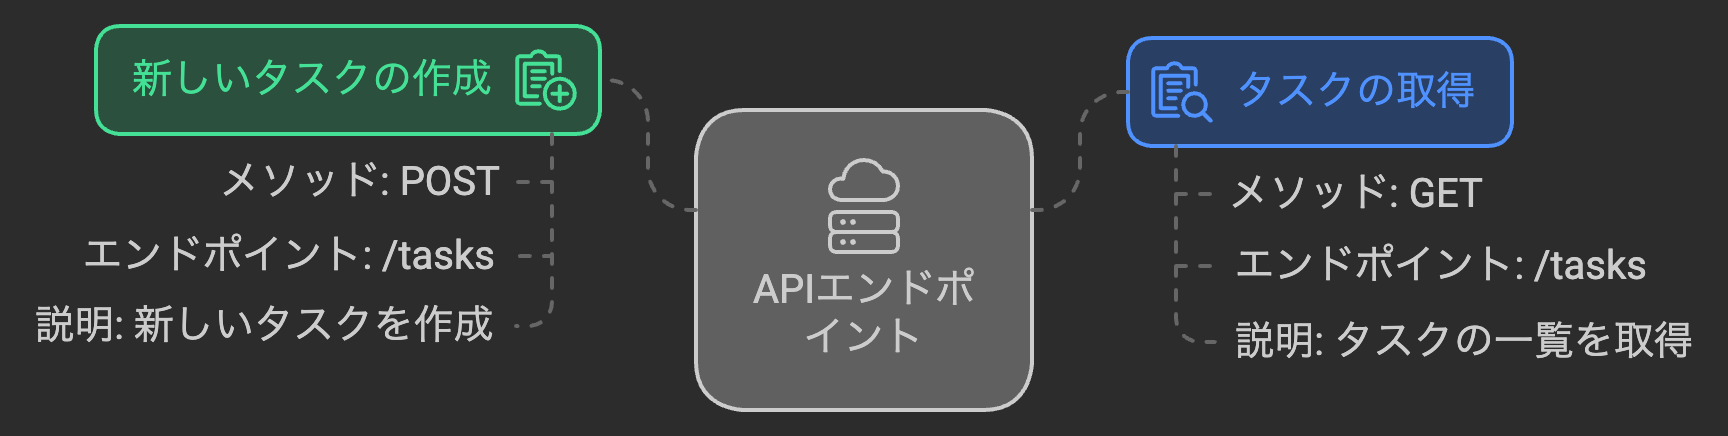 新しいタスクの作成
メソッド: POST
エンドポイント: /tasks
説明: 新しいタスクを作成
APIエンドポ
イント
タスクの取得
メソッド: GET
エンドポイント: /tasks
説明: タスクの一覧を取得